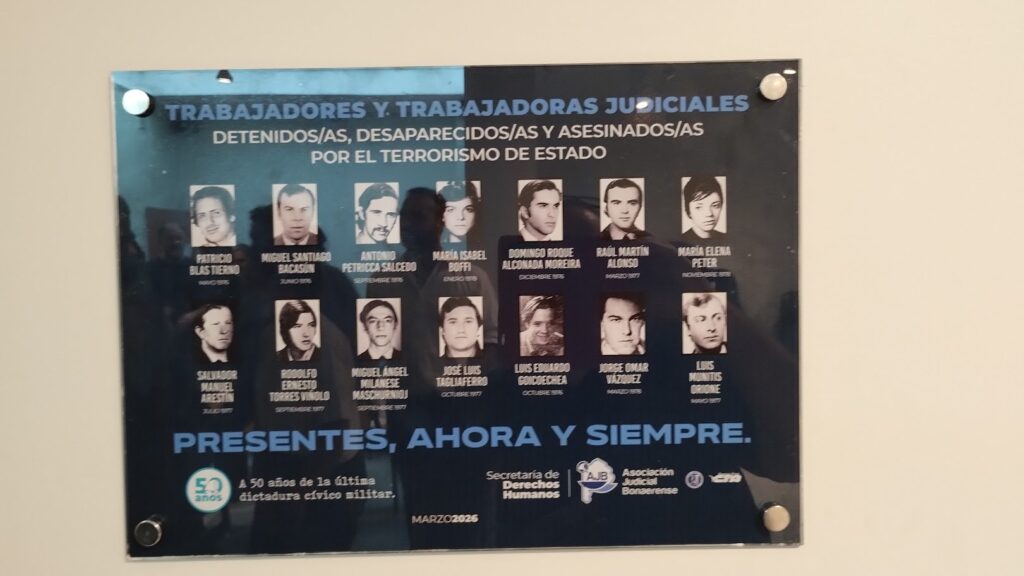 TRABAJADORES Y TRABAJADORAS JUDICIALES
DETENIDOS/AS, DESAPARECIDOS/AS Y ASESINADOS/AS
POR EL TERRORISMO DE ESTADO
PATRICIO
BLAS TIERNO
MAYO 1976
MIGUEL SANTIAGO
BACASÚN
JUNIO 1976
ANTONIO
PETRICCA SALCEDO
SEPTIEMBRE 1976
MARÍA ISABEL
BOFFI
ENERO
DOMINGO ROQUE
ALCONADA MOREIRA
DICIEMBRE 1976
RAÚL MARTÍN
ALONSO
MARZO 1977
MARÍA ELENA
PETER
NOVIEMBRE
SALVADOR
MANUEL
ARESTÍN
JULIO 1977
RODOLFO
ERNESTO
TORRES VIÑOLO
SEPTIEMBRE 1977
MIGUEL ÁNGEL
MILANESE
MASCHURNIOJ
SEPTIEMBRE 1977
JOSÉ LUIS
TAGLIAFERRO
OCTUBRE 1977
LUIS EDUARDO
GOICOECHEA
OCTUBRE 1976
JORGE OMAR
VÁZQUEZ
MARZO
LUIS
MUNITIS
ORIONE
MAYO 1977
PRESENTES, AHORA Y SIEMPRE.
50
años
A 50 años de la última
dictadura cívico militar.
Secretaría de
Derechos
Humanos
AJB
Asociación
Judicial
Bonaerense
MARZO2026